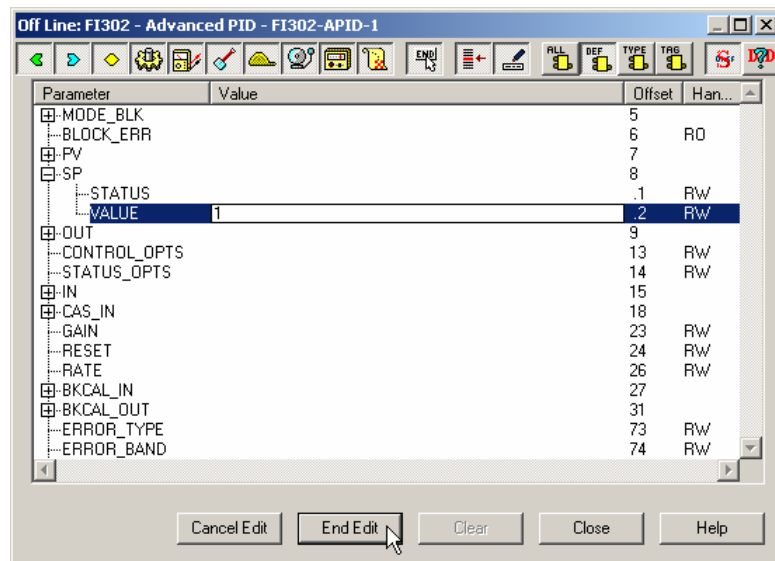 Off Line: FI302 - Advanced PID - FI302-APID-1
END ALL DEF TYPE TAG
Parameter Value Offset Han...
MODE_BLK 5
BLOCK_ERR 6 RO
PV 7
SP 8
STATUS .1 RW
VALUE 1 .2 RW
OUT 9
CONTROL_OPTS 13 RW
STATUS_OPTS 14 RW
IN 15
CAS_IN 18
GAIN 23 RW
RESET 24 RW
RATE 26 RW
BKCAL_IN 27
BKCAL_OUT 31
ERROR_TYPE 73 RW
ERROR_BAND 74 RW
Cancel Edit End Edit Clear Close Help